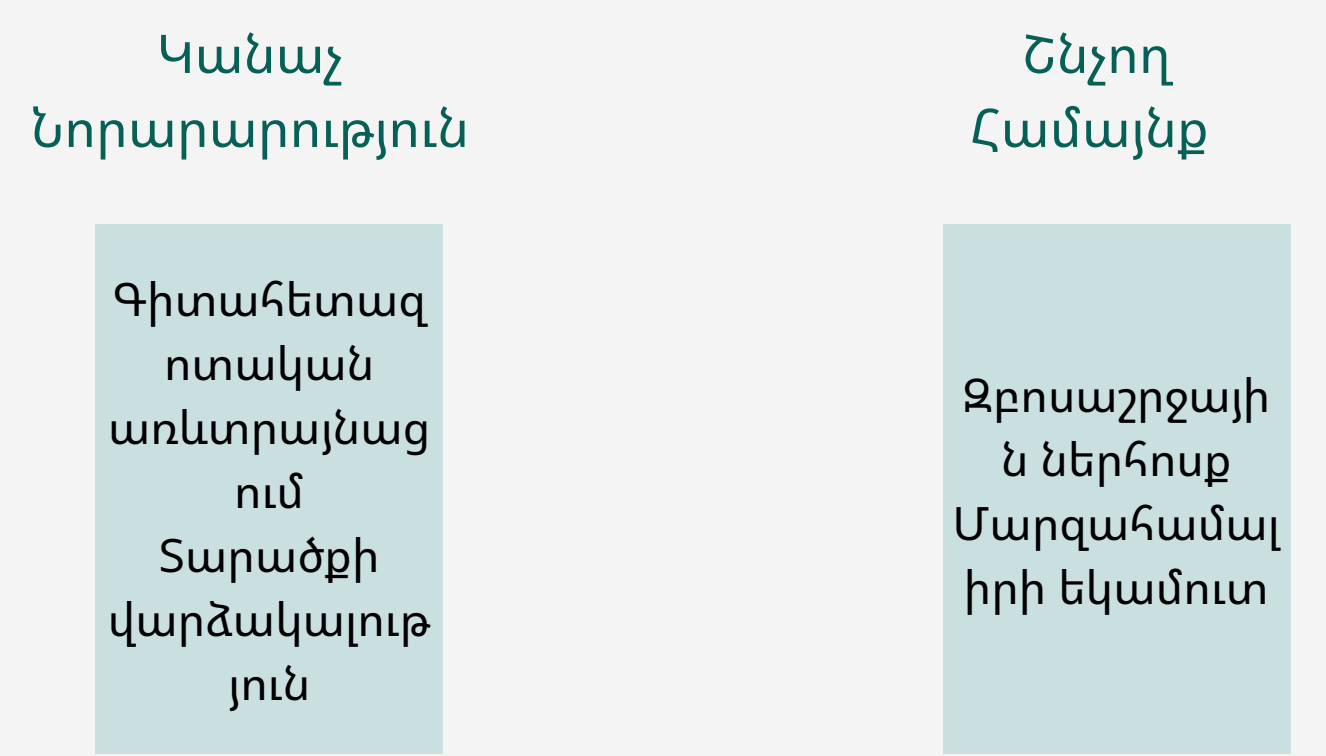 Կանաչ
Նորարարություն
Գիտահետազ
ոտական
առևտրայնաց
ում
Տարածքի
վարձակալութ
յուն
Շնչող
Համայնք
Զբոսաշրջայի
ն ներհոսք
Մարզահամալ
իրի եկամուտ